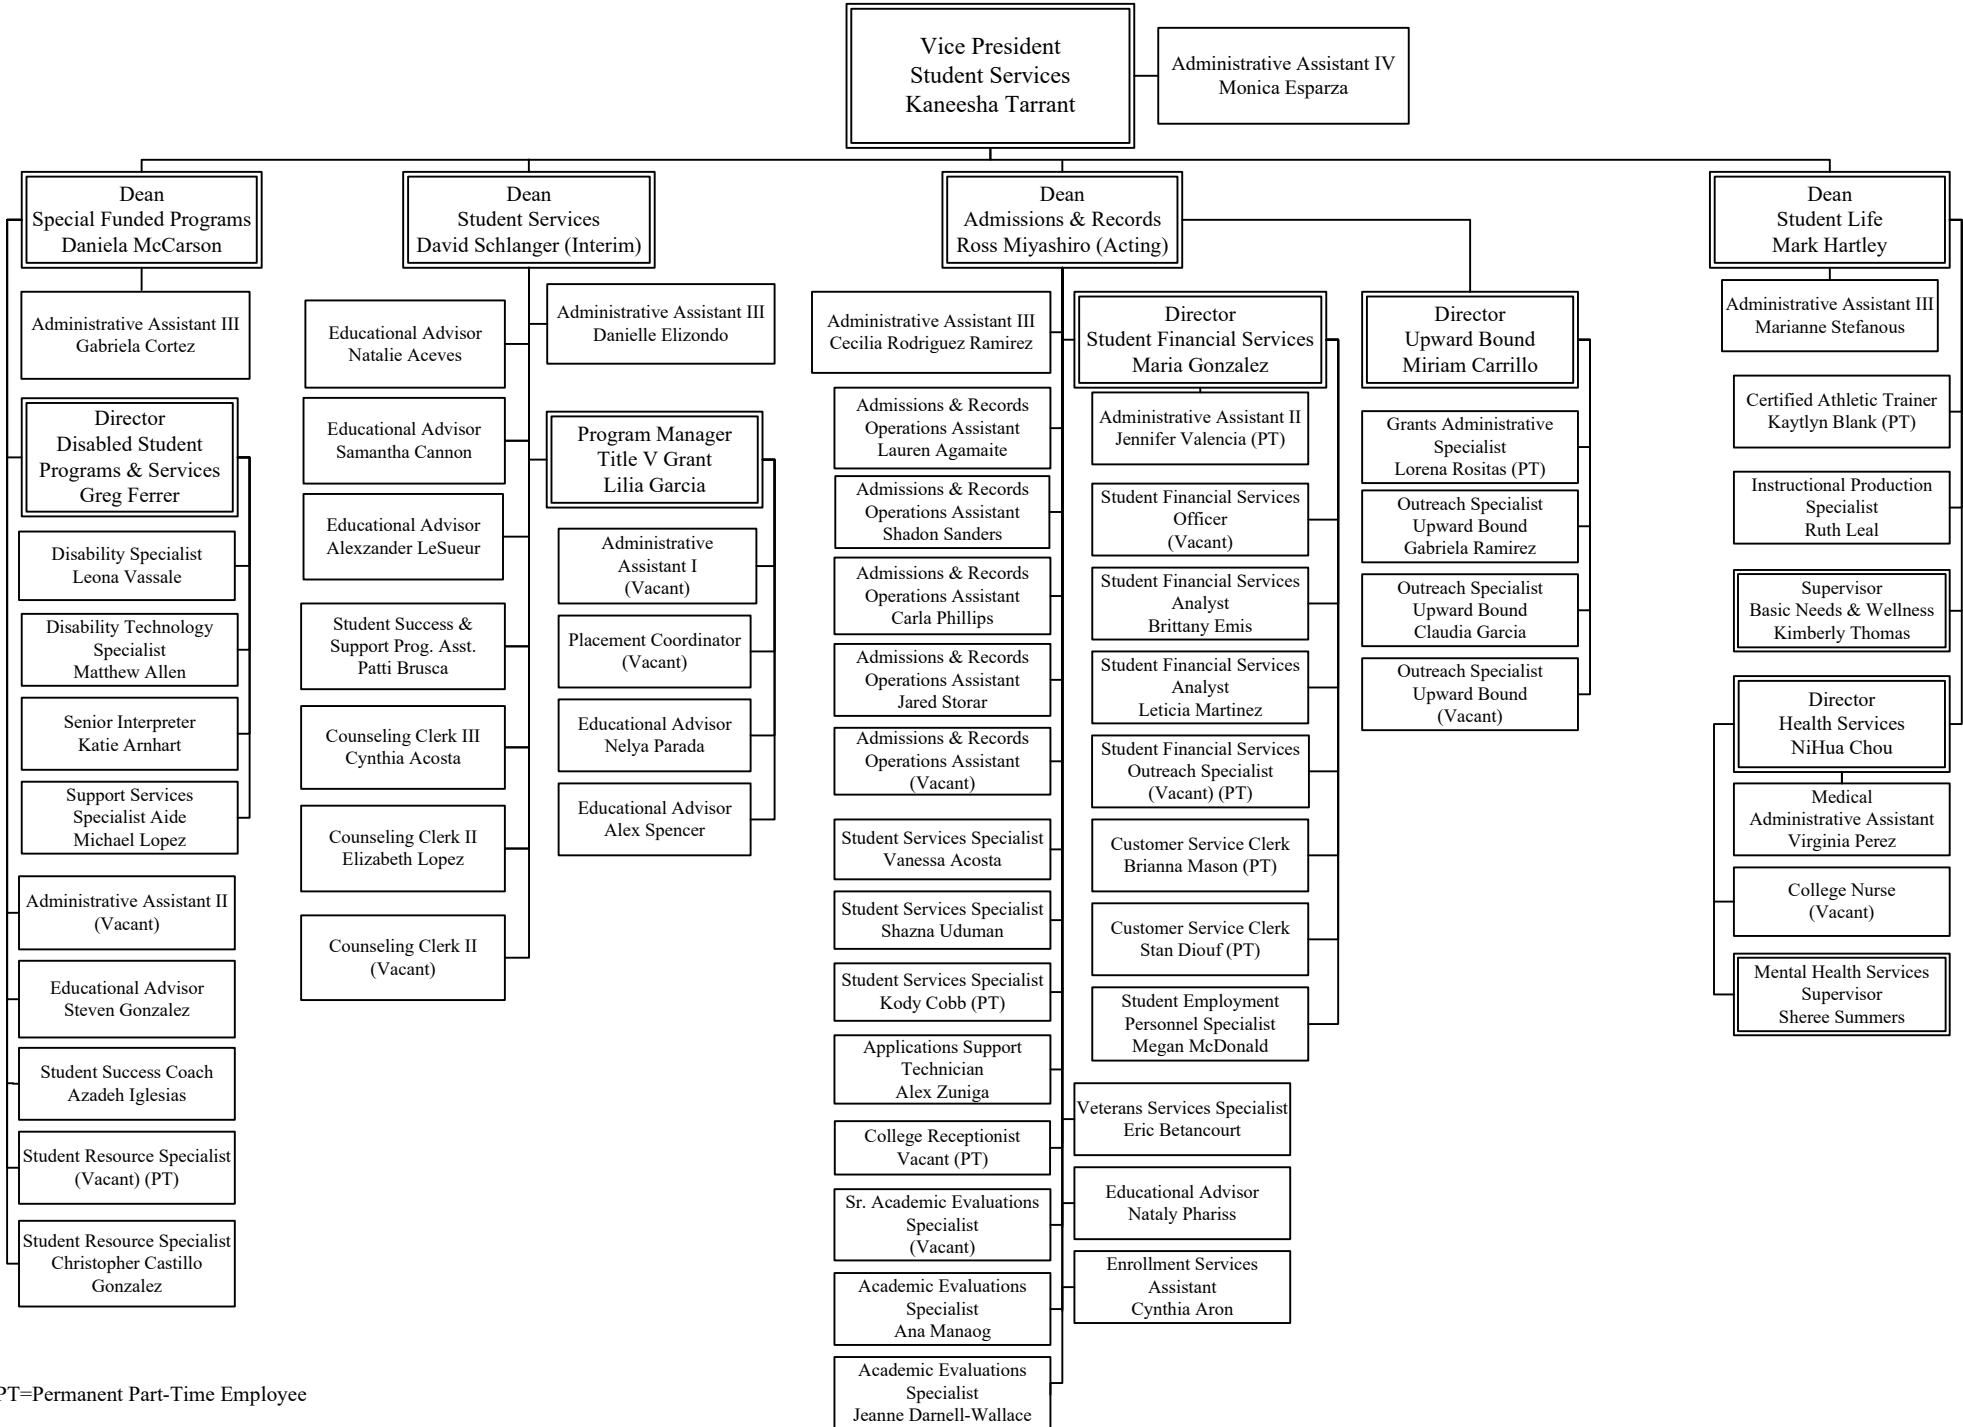 Vice President
Student Services
Kaneesha Tarrant
Administrative Assistant IV
Monica Esparza
Dean
Special Funded Programs
Daniela McCarson
Administrative Assistant III
Gabriela Cortez
Director
Disabled Student
Programs & Services
Greg Ferrer
Disability Specialist
Leona Vassale
Disability Technology
Specialist
Matthew Allen
Senior Interpreter
Katie Arnhart
Support Services
Specialist Aide
Michael Lopez
Administrative Assistant II
(Vacant)
Educational Advisor
Steven Gonzalez
Student Success Coach
Azadeh Iglesias
Student Resource Specialist
(Vacant) (PT)
Student Resource Specialist
Christopher Castillo
Gonzalez
Dean
Student Services
David Schlanger (Interim)
Educational Advisor
Natalie Aceves
Educational Advisor
Samantha Cannon
Educational Advisor
Alexzander LeSueur
Student Success &
Support Prog. Asst.
Patti Brusca
Counseling Clerk III
Cynthia Acosta
Counseling Clerk II
Elizabeth Lopez
Counseling Clerk II
(Vacant)
Administrative Assistant III
Danielle Elizondo
Program Manager
Title V Grant
Lilia Garcia
Administrative
Assistant I
(Vacant)
Placement Coordinator
(Vacant)
Educational Advisor
Nelya Parada
Educational Advisor
Alex Spencer
Dean
Admissions & Records
Ross Miyashiro (Acting)
Administrative Assistant III
Cecilia Rodriguez Ramirez
Admissions & Records
Operations Assistant
Lauren Agamaite
Admissions & Records
Operations Assistant
Shadon Sanders
Admissions & Records
Operations Assistant
Carla Phillips
Admissions & Records
Operations Assistant
Jared Storar
Admissions & Records
Operations Assistant
(Vacant)
Student Services Specialist
Vanessa Acosta
Student Services Specialist
Shazna Uduman
Student Services Specialist
Kody Cobb (PT)
Applications Support
Technician
Alex Zuniga
College Receptionist
Vacant (PT)
Sr. Academic Evaluations
Specialist
(Vacant)
Academic Evaluations
Specialist
Ana Manaog
Academic Evaluations
Specialist
Jeanne Darnell-Wallace
Director
Student Financial Services
Maria Gonzalez
Administrative Assistant II
Jennifer Valencia (PT)
Student Financial Services
Officer
(Vacant)
Student Financial Services
Analyst
Brittany Emis
Student Financial Services
Analyst
Leticia Martinez
Student Financial Services
Outreach Specialist
(Vacant) (PT)
Customer Service Clerk
Brianna Mason (PT)
Customer Service Clerk
Stan Diouf (PT)
Student Employment
Personnel Specialist
Megan McDonald
Veterans Services Specialist
Eric Betancourt
Educational Advisor
Nataly Phariss
Enrollment Services
Assistant
Cynthia Aron
Director
Upward Bound
Miriam Carrillo
Grants Administrative
Specialist
Lorena Rositas (PT)
Outreach Specialist
Upward Bound
Gabriela Ramirez
Outreach Specialist
Upward Bound
Claudia Garcia
Outreach Specialist
Upward Bound
(Vacant)
Dean
Student Life
Mark Hartley
Administrative Assistant III
Marianne Stefanous
Certified Athletic Trainer
Kaytlyn Blank (PT)
Instructional Production
Specialist
Ruth Leal
Supervisor
Basic Needs & Wellness
Kimberly Thomas
Director
Health Services
NiHua Chou
Medical
Administrative Assistant
Virginia Perez
College Nurse
(Vacant)
Mental Health Services
Supervisor
Sheree Summers
PT=Permanent Part-Time Employee